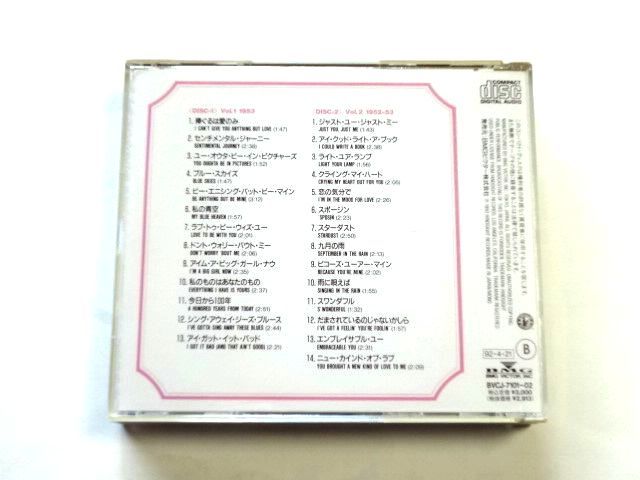 〈DISC-1〉 Vol.1 1953
1. 捧ぐるは愛のみ
I CAN'T GIVE YOU ANYTHING BUT LOVE (1:47)
2. センチメンタル・ジャーニー
SENTIMENTAL JOURNEY (2:38)
3. ユー・オウタ・ビー・イン・ピクチャーズ
YOU OUGHTA BE IN PICTURES (1:52)
4. ブルー・スカイズ
BLUE SKIES (1:47)
5. ビー・エニシング・バット・ビー・マイン
BE ANYTHING BUT BE MINE (2:12)
6. 私の青空
MY BLUE HEAVEN (1:57)
7. ラブ・トゥ・ビー・ウィズ・ユー
LOVE TO BE WITH YOU (2:01)
8. ドント・ウォリー・バウト・ミー
DON'T WORRY 'BOUT ME (2:06)
9. アイム・ア・ビッグ・ガール・ナウ
I'M A BIG GIRL NOW (2:35)
10. 私のものはあなたのもの
EVERYTHING I HAVE IS YOURS (2:37)
11. 今日から100年
A HUNDRED YEARS FROM TODAY (2:51)
12. シング・アウェイ・ジーズ・ブルース
I'VE GOTTA SING AWAY THESE BLUES (2:44)
13. アイ・ガット・イット・バッド
I GOT IT BAD (AND THAT AIN'T GOOD) (2:21)
〈DISC-2〉 Vol.2 1952-53
1. ジャスト・ユー・ジャスト・ミー
JUST YOU, JUST ME (1:43)
2. アイ・クッド・ライト・ア・ブック
I COULD WRITE A BOOK (2:38)
3. ライト・ユア・ランプ
LIGHT YOUR LAMP (1:56)
4. クライング・マイ・ハート
CRYING MY HEART OUT FOR YOU (2:06)
5. 恋の気分で
I'M IN THE MOOD FOR LOVE (2:26)
6. スポージン
S'POSIN (2:03)
7. スターダスト
STARDUST (2:50)
8. 九月の雨
SEPTEMBER IN THE RAIN (2:13)
9. ビコーズ・ユーアー・マイン
BECAUSE YOU'RE MINE (2:02)
10. 雨に唄えば
SINGING IN THE RAIN (1:55)
11. スワンダフル
S WONDERFUL (1:32)
12. だまされているのじゃないかしら
I'VE GOT A FEELIN' YOU'RE FOOLIN' (1:57)
13. エンブレイサブル・ユー
EMBRACEABLE YOU (2:31)
14. ニュー・カインド・オブ・ラブ
YOU BROUGHT A NEW KIND OF LOVE TO ME (2:09)
COMPACT
disc
DIGITAL AUDIO
92-4-21
B
BMG
BMG VICTOR, INC.
BVCJ-7101~02
(税込定価) ¥3,000
(税抜価格) ¥2,913